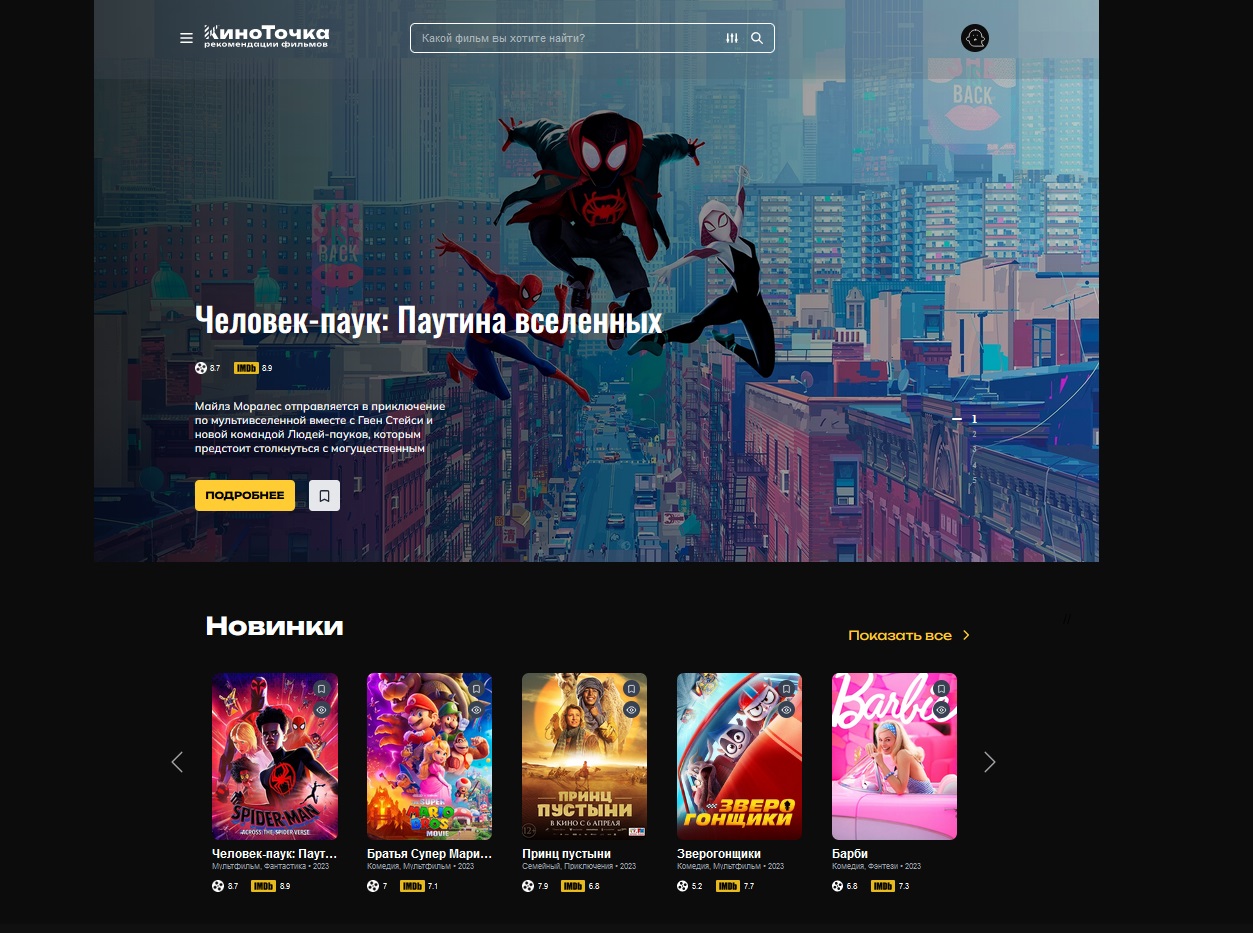 КиноТочка
рекомендации фильмов
Какой фильм вы хотите найти?
BACK
BACK
Человек-паук: Паутина вселенных
8.7 IMDb 8.9
Майлз Моралес отправляется в приключение
по мультивселенной вместе с Гвен Стейси и
новой командой Людей-пауков, которым
предстоит столкнуться с могущественным
1
2
3
4
5
ПОДРОБНЕЕ
Новинки
Показать все
SPIDER-MAN
ACROSS THE SPIDER-VERSE
Человек-паук: Паут...
Мультфильм, Фантастика • 2023
8.7 IMDb 8.9
SUPER
MARIO
BROS
MOVIE
Братья Супер Мари...
Комедия, Мультфильм • 2023
7 IMDb 7.1
ПРИНЦ
ПУСТЫНИ
В КИНО С 6 АПРЕЛЯ
12+
Принц пустыни
Семейный, Приключения • 2023
7.9 IMDb 6.8
ЗВЕРО
ГОНЩИКИ
Зверогонщики
Комедия, Мультфильм • 2023
5.2 IMDb 7.7
Barbie
Барби
Комедия, Фэнтези • 2023
6.8 IMDb 7.3